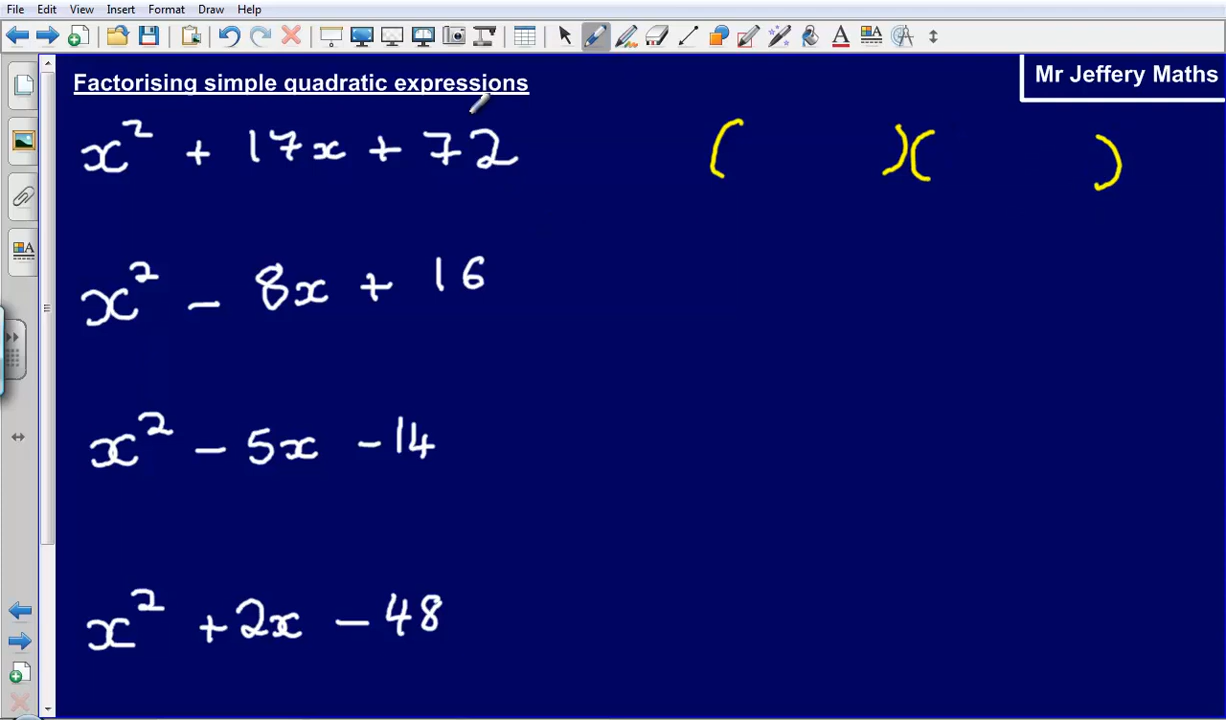 File Edit View Insert Format Draw Help
Factorising simple quadratic expressions
Mr Jeffery Maths
x² + 17x + 72 ( )( )
x² - 8x + 16
x² - 5x - 14
x² + 2x - 48